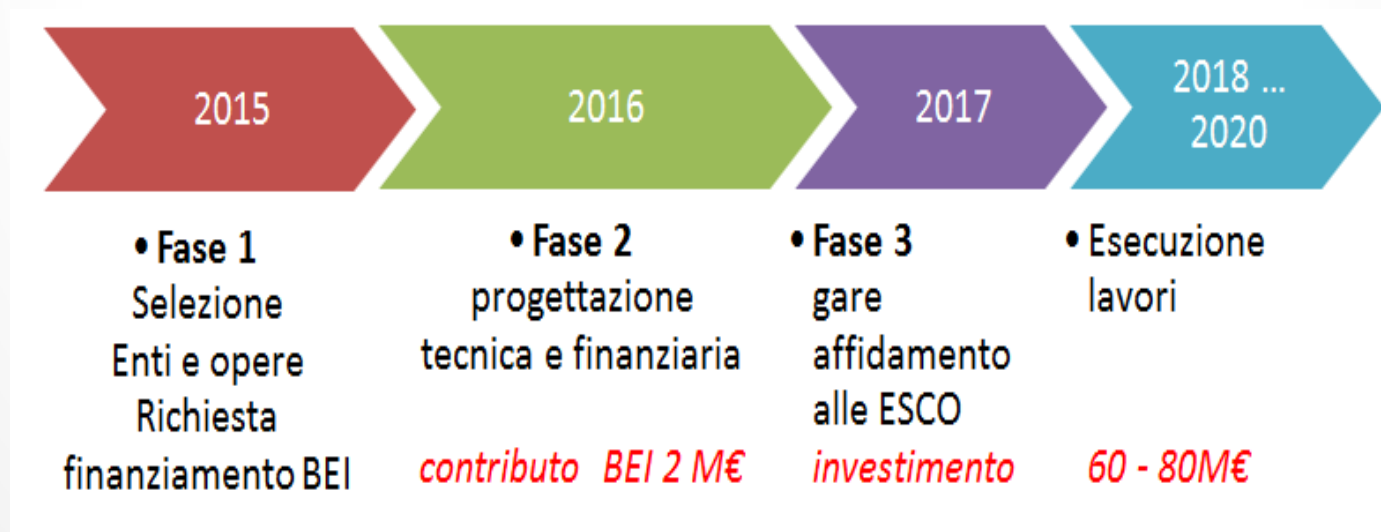 2015
2016
2017
2018 ...
2020
• Fase 1
Selezione
Enti e opere
Richiesta
finanziamento BEI
• Fase 2
progettazione
tecnica e finanziaria
contributo BEI 2 M€
• Fase 3
gare
affidamento
alle ESCO
investimento
• Esecuzione
lavori
60 - 80M€